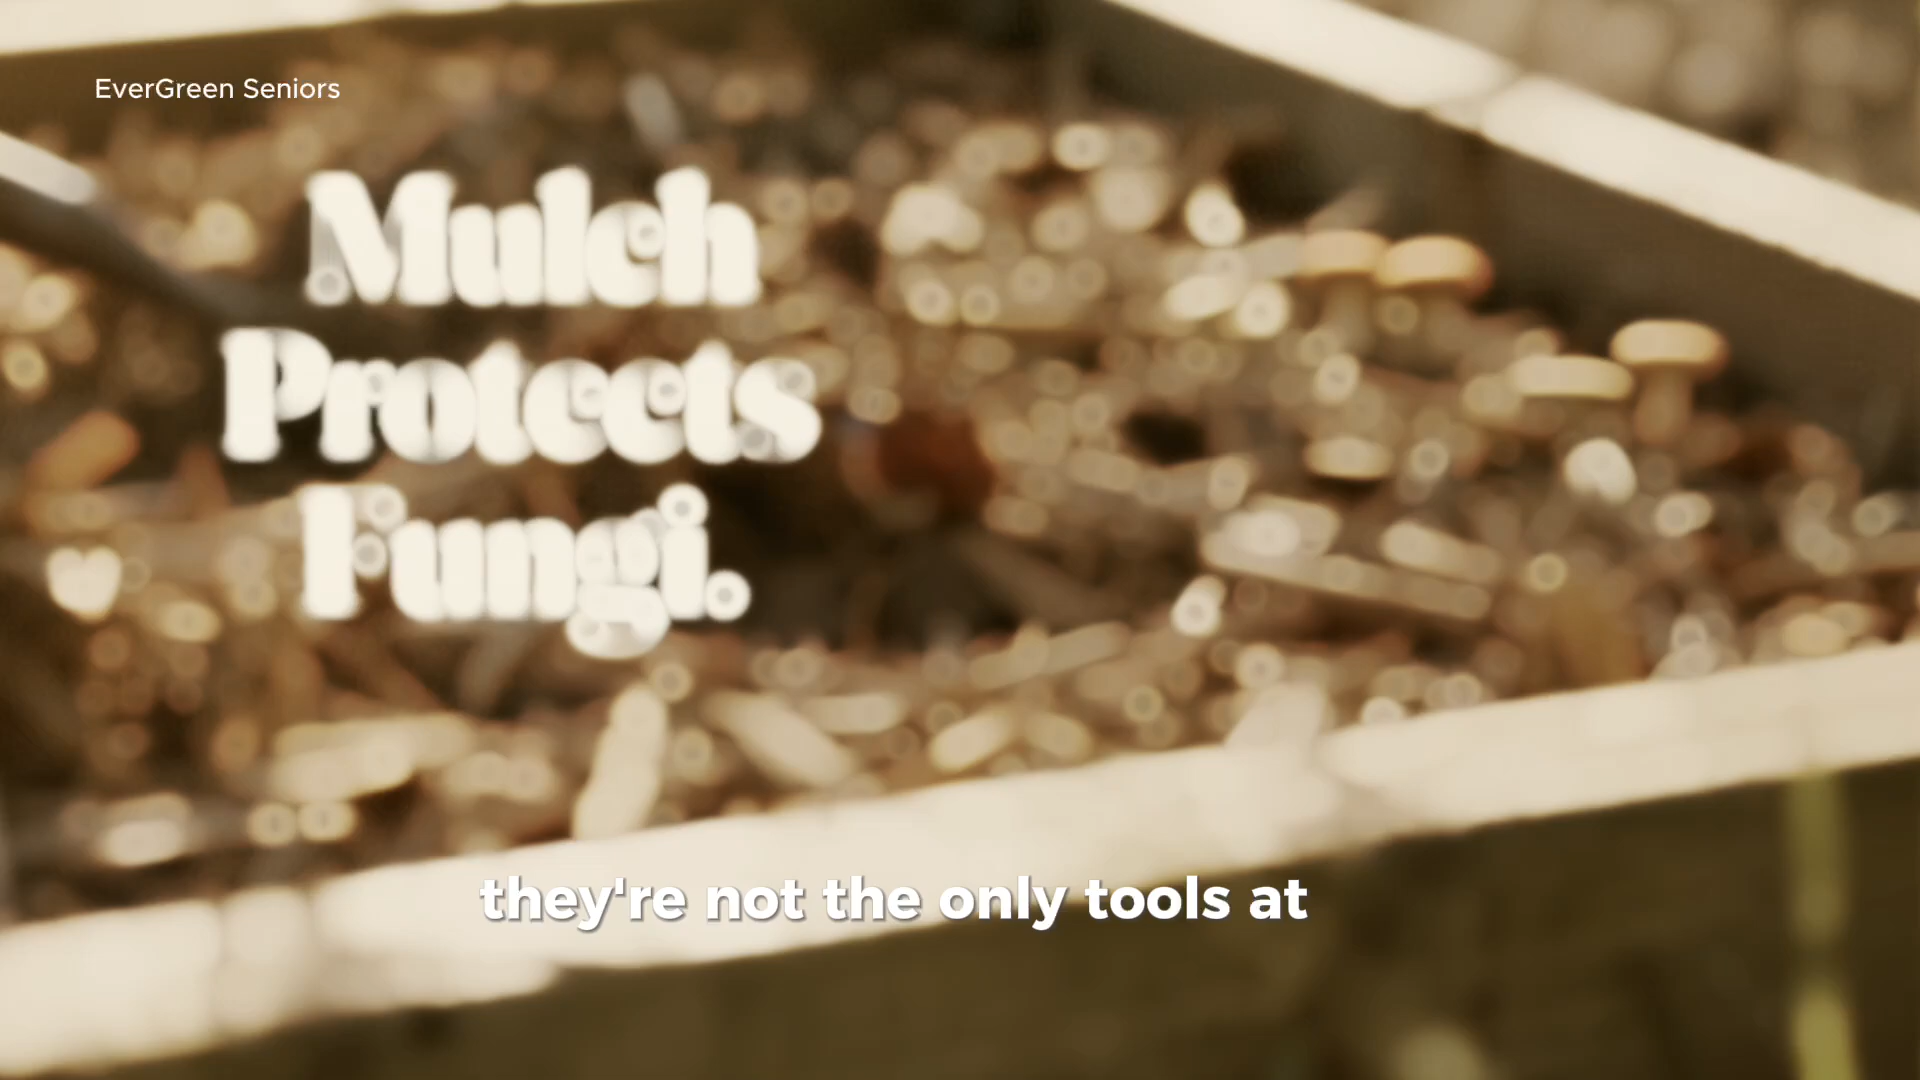 EverGreen Seniors
Mulch
Protects
Fungi.
they're not the only tools at